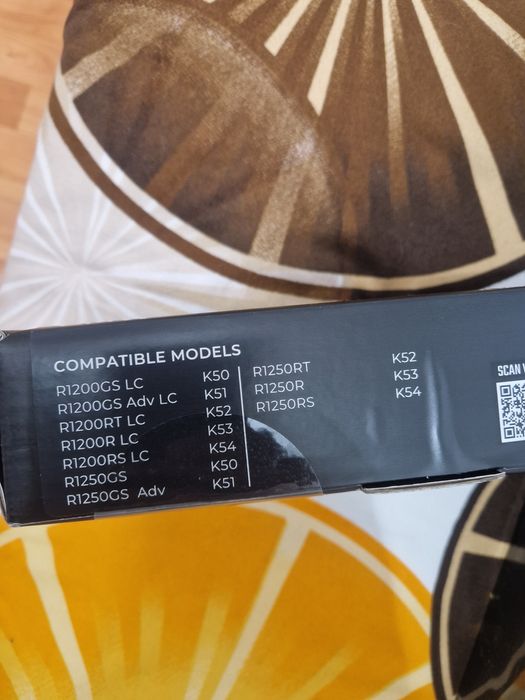 COMPATIBLE MODELS
R1200GS LC K50
R1200GS Adv LC K51
R1200RT LC K52
R1200R LC K53
R1200RS LC K54
R1250GS K50
R1250GS Adv K51
R1250RT K52
R1250R K53
R1250RS K54
SCAN